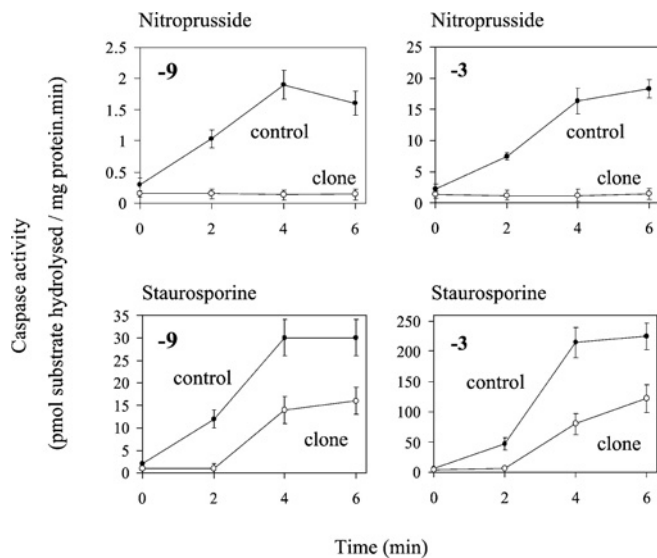 Nitroprusside
Nitroprusside
Caspase activity
(pmol substrate hydrolysed / mg protein.min)
2.5
2
1.5
1
0.5
0
-9
control
clone
0 2 4 6
25
20
15
10
5
0
-3
control
clone
0 2 4 6
Staurosporine
Staurosporine
35
30
25
20
15
10
5
0
-9
control
clone
0 2 4 6
250
200
150
100
50
0
-3
control
clone
0 2 4 6
Time (min)